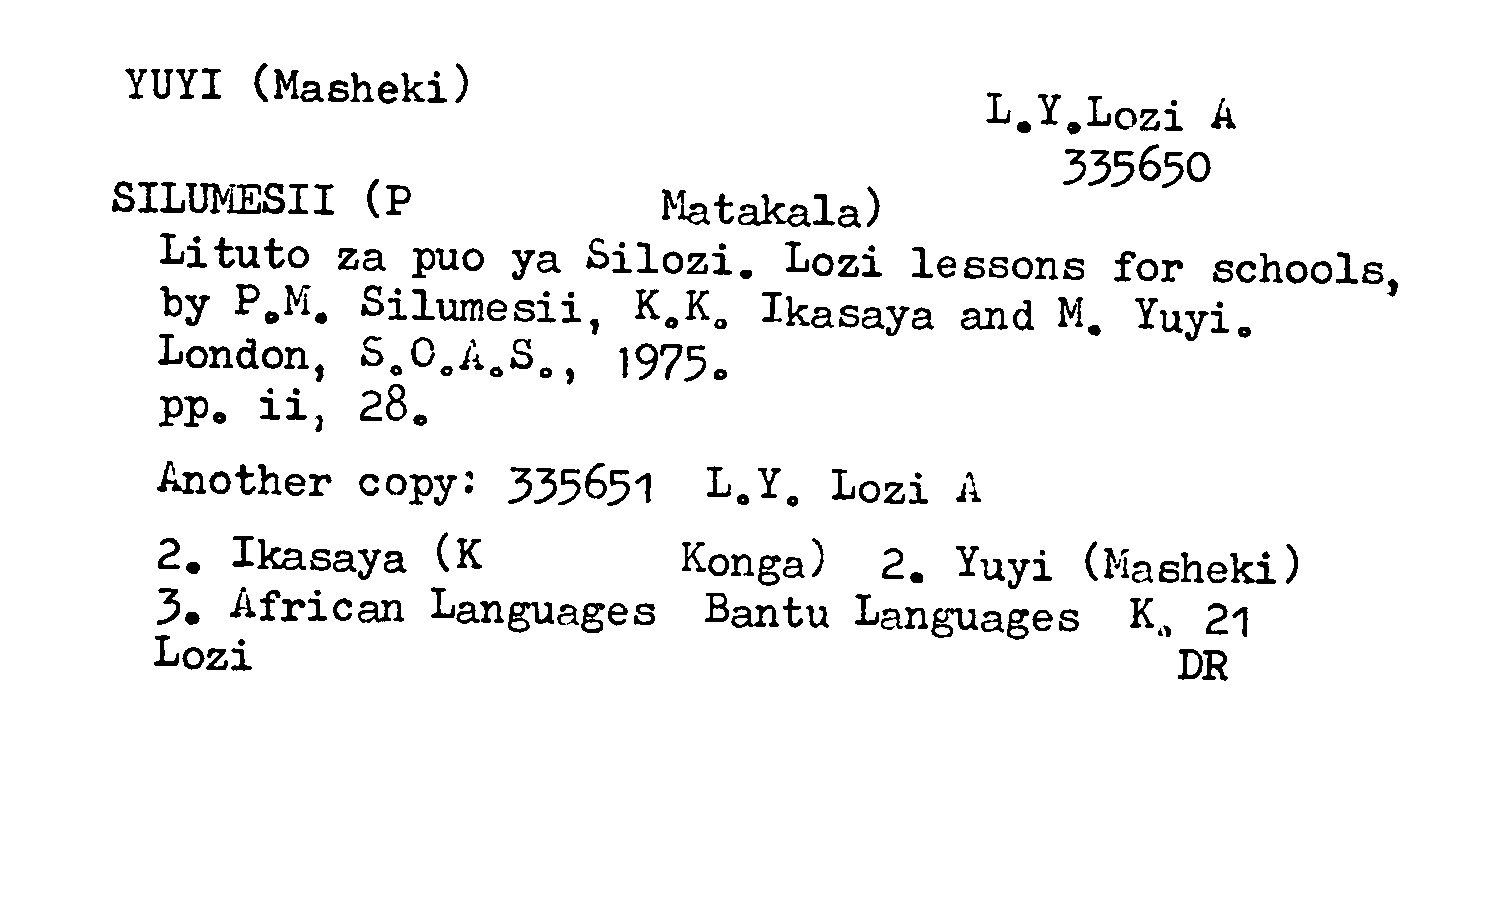 YUYI (Masheki)
L.Y.Lozi A
335650
SILUMESII (P Matakala)
Lituto za puo ya Silozi. Lozi lessons for schools,
by P.M. Silumesii, K.K. Ikasaya and M. Yuyi.
London, S.O.A.S., 1975.
pp. ii, 28.
Another copy: 335651 L.Y. Lozi A
2. Ikasaya (K Konga) 2. Yuyi (Masheki)
3. African Languages Bantu Languages K. 21
Lozi DR